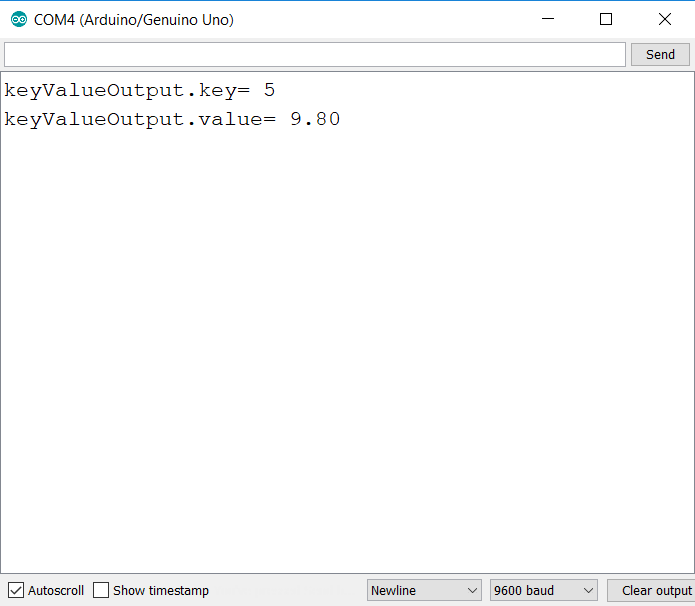 COM4 (Arduino/Genuino Uno)
Send
keyValueOutput.key= 5
keyValueOutput.value= 9.80
Autoscroll Show timestamp Newline 9600 baud Clear output